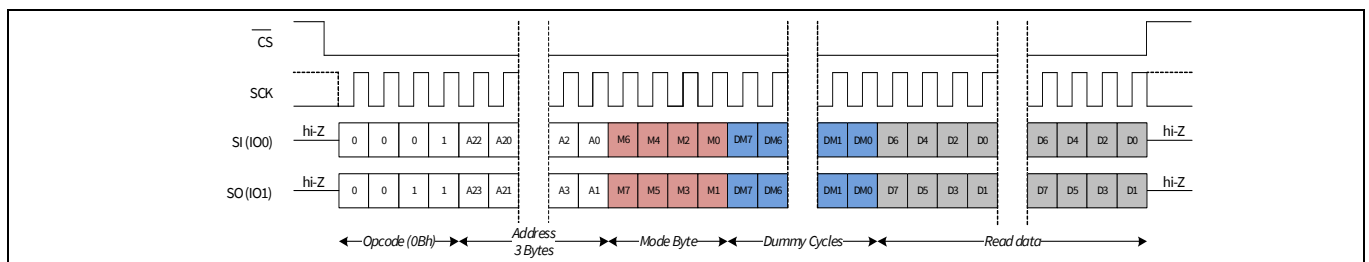 CS
SCK
SI (IO0) hi-Z 0 0 0 1 A22 A20 A2 A0 M6 M4 M2 M0 DM7 DM6 DM1 DM0 D6 D4 D2 D0 D6 D4 D2 D0 hi-Z
SO (IO1) hi-Z 0 0 1 1 A23 A21 A3 A1 M7 M5 M3 M1 DM7 DM6 DM1 DM0 D7 D5 D3 D1 D7 D5 D3 D1 hi-Z
Opcode (0Bh) Address Mode Byte Dummy Cycles Read data
3 Bytes